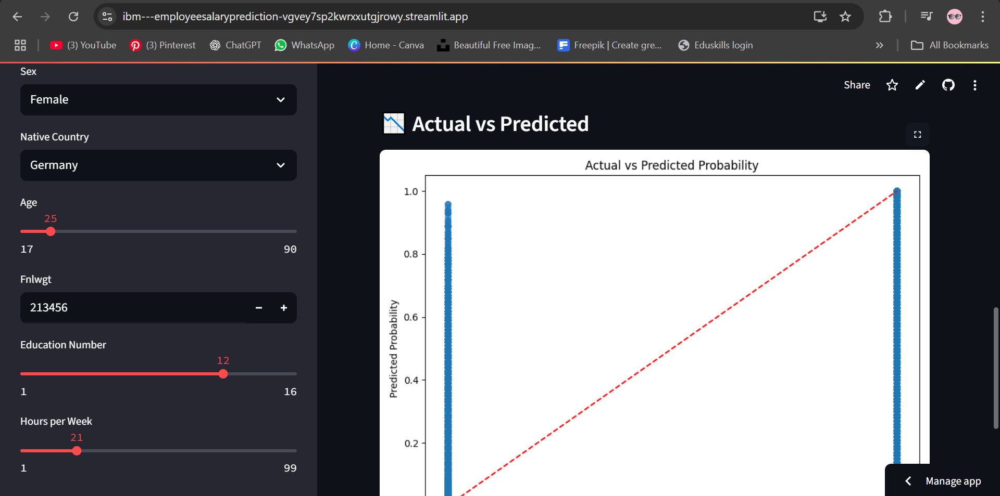 ibm---employeesalaryprediction-vgvey7sp2kwrxxutgjrowy.streamlit.app
(3) YouTube
(3) Pinterest
ChatGPT
WhatsApp
Home - Canva
Beautiful Free Imag...
Freepik | Create gre...
Eduskills login
All Bookmarks
Sex
Female
Native Country
Germany
Age
25
17 90
Fnlwgt
213456
Education Number
12
1 16
Hours per Week
21
1 99
Share
Actual vs Predicted
Actual vs Predicted Probability
Predicted Probability
1.0
0.8
0.6
0.4
0.2
Manage app